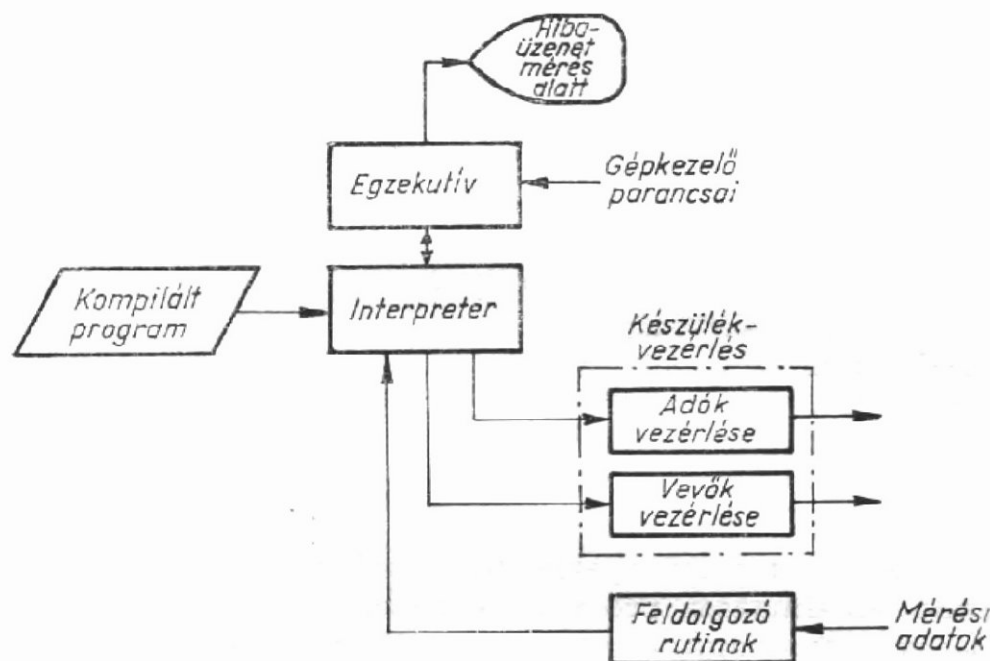 Hiba-
üzenet
mérés
alatt
Egzekutív
Gépkezelő
parancsai
Kompilált
program
Interpreter
Készülék-
vezérlés
Adók
vezérlése
Vevők
vezérlése
Feldolgozó
rutinok
Mérési
adatok